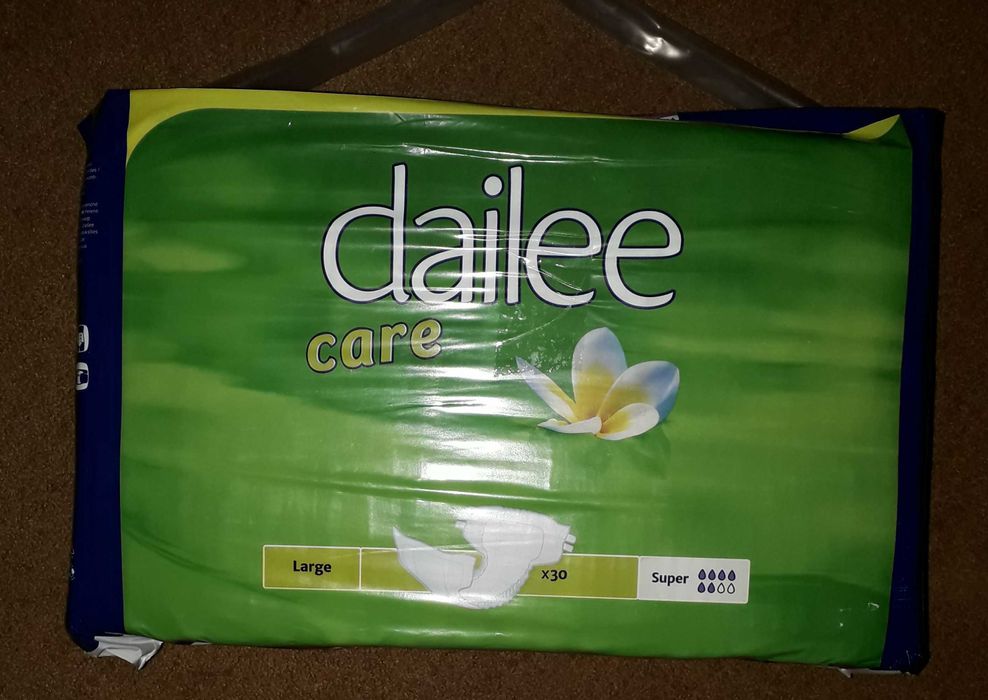 dailee
care
Large
x30
Super